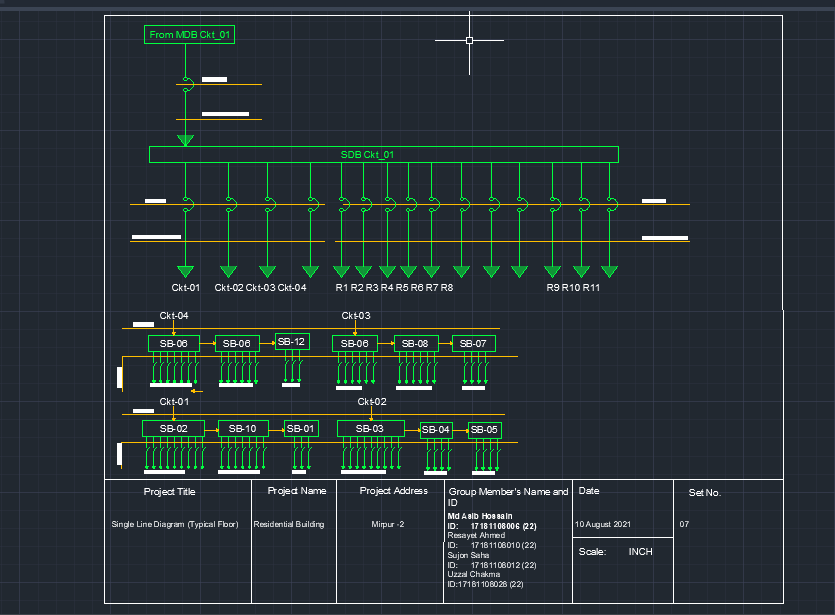 From MDB Ckt_01
SDB Ckt_01
Ckt-01 Ckt-02 Ckt-03 Ckt-04 R1 R2 R3 R4 R5 R6 R7 R8 R9 R10 R11
Ckt-04 Ckt-03
SB-06 SB-06 SB-12 SB-06 SB-08 SB-07
Ckt-01 Ckt-02
SB-02 SB-10 SB-01 SB-03 SB-04 SB-05
Project Title
Single Line Diagram (Typical Floor)
Project Name
Residential Building
Project Address
Mirpur -2
Group Member's Name and
ID
Md Asib Hossain
ID: 17181108006 (22)
Resayet Ahmed
ID: 17181108010 (22)
Sujon Saha
ID: 17181108012 (22)
Uzzal Chakma
ID:17181108028 (22)
Date
10 August 2021
Scale: INCH
Set No.
07